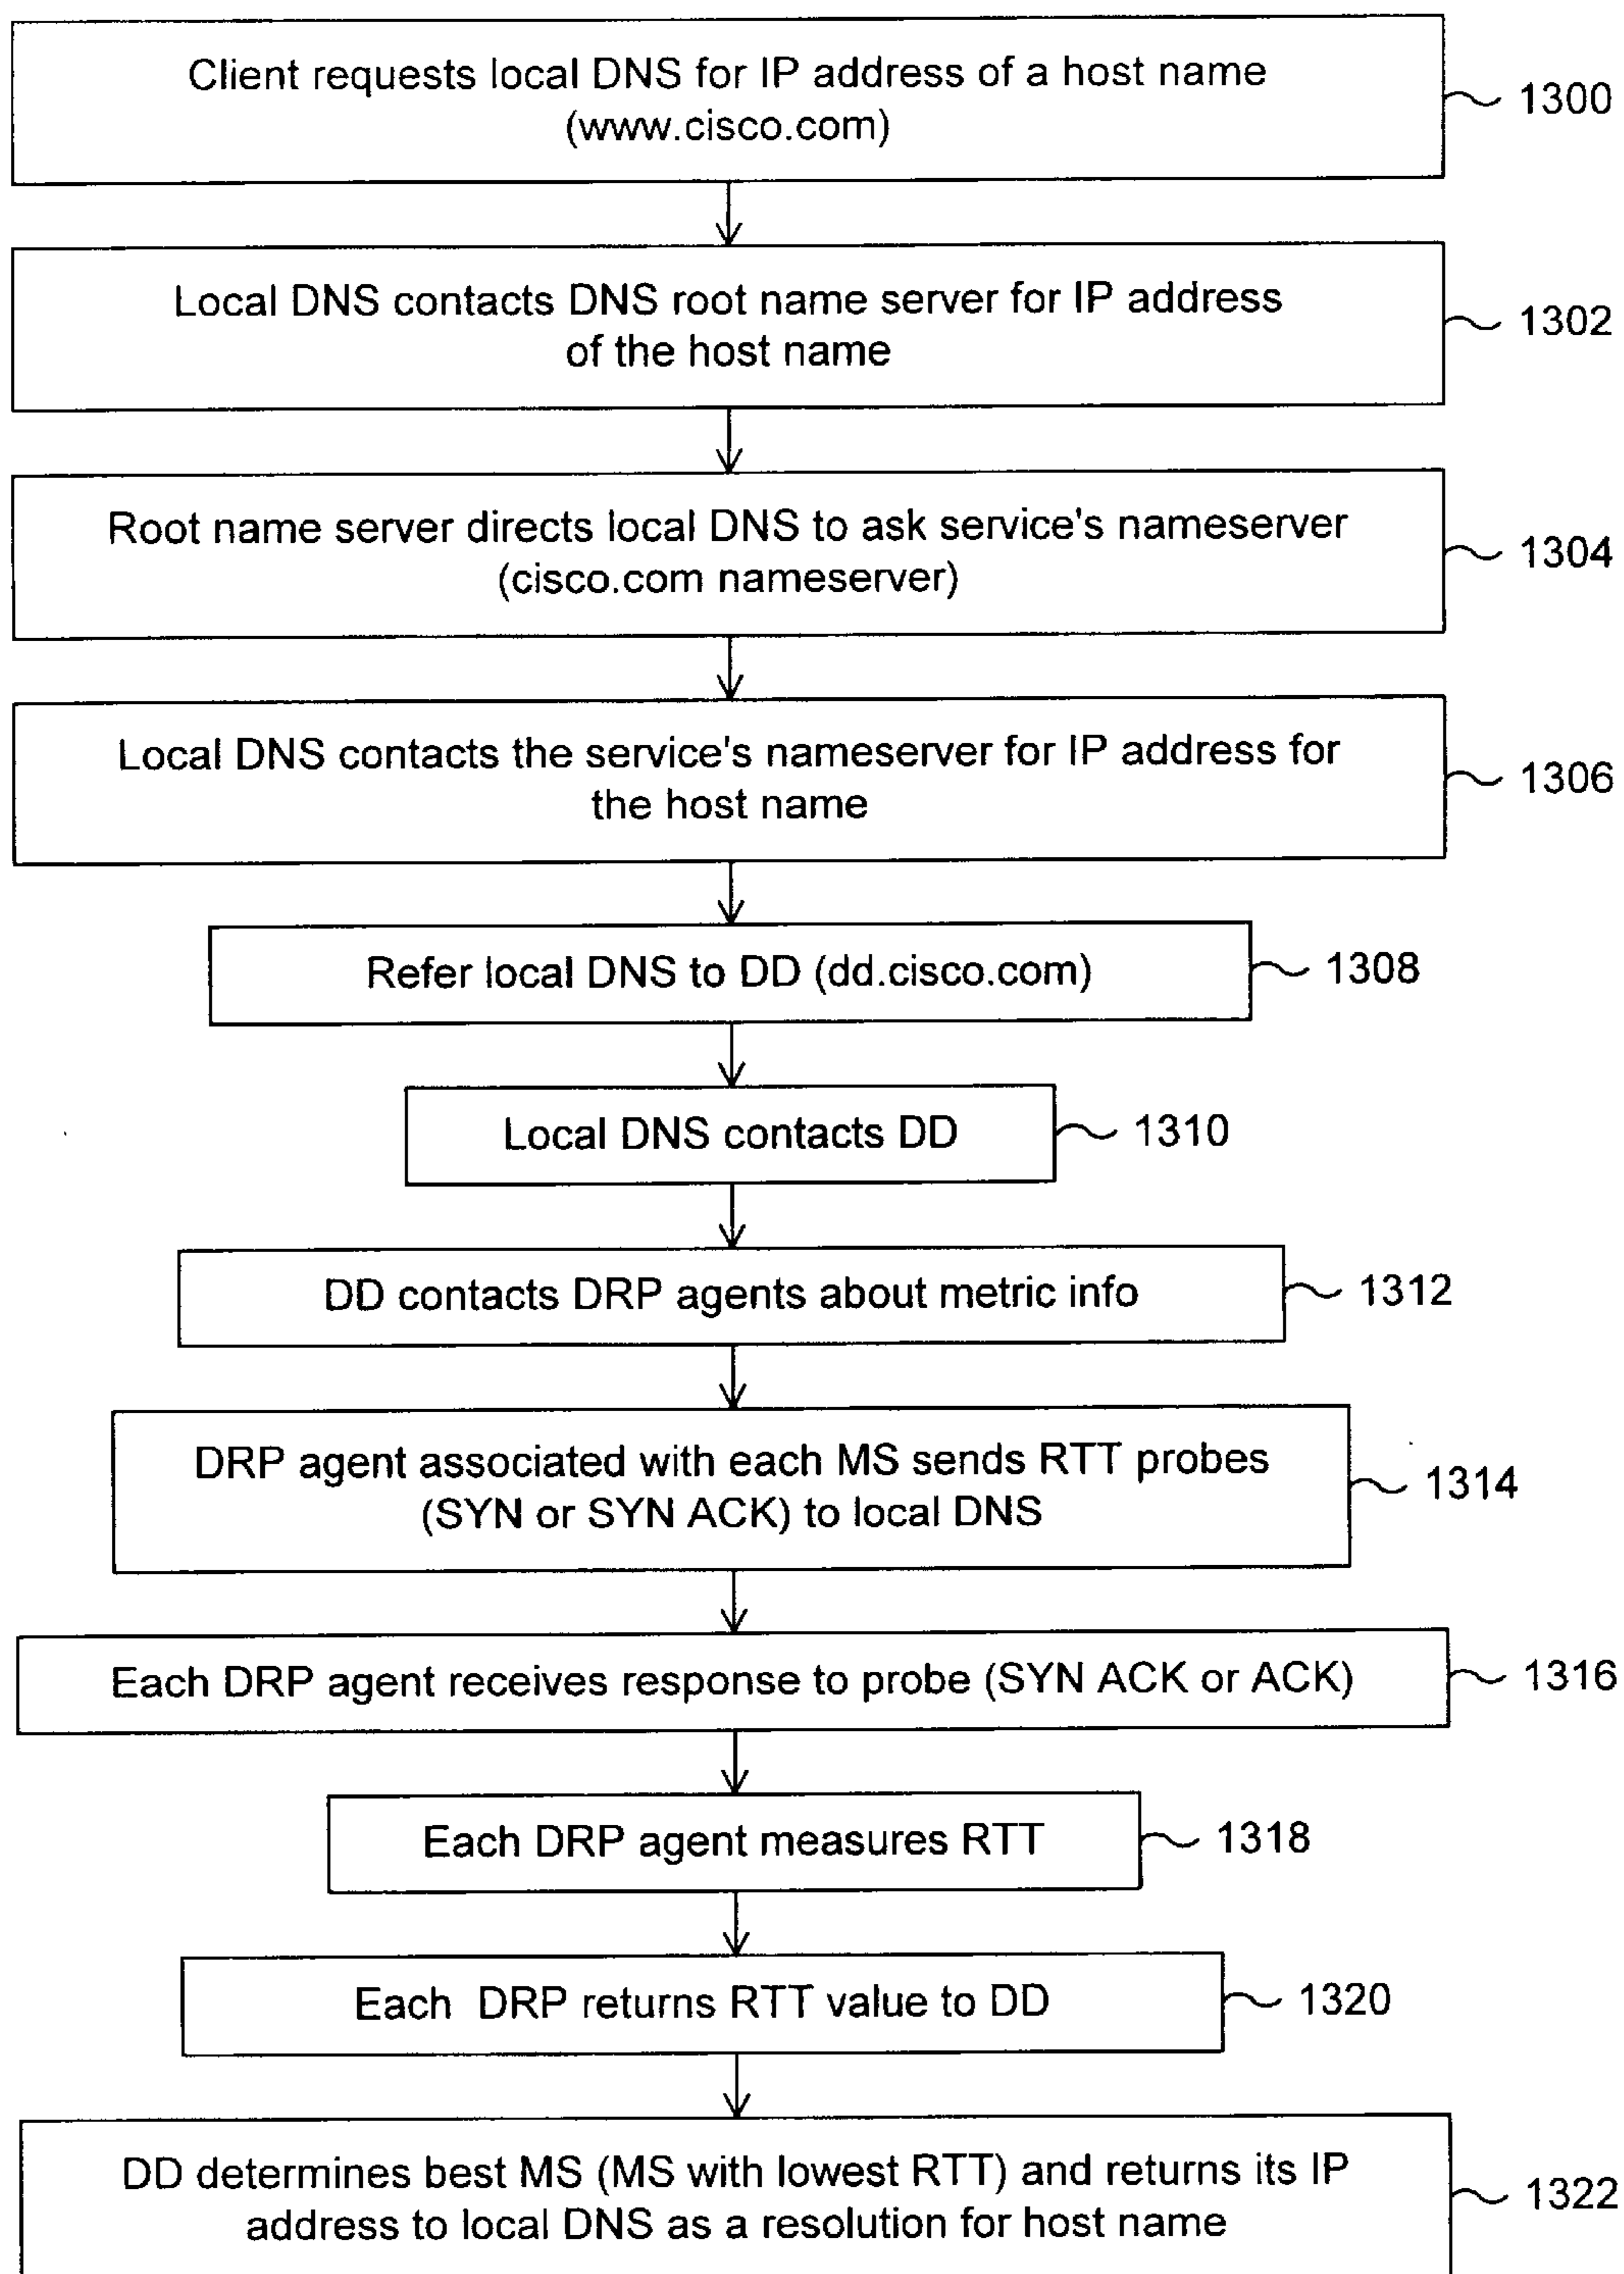 Client requests local DNS for IP address of a host name
(www.cisco.com)
1300
Local DNS contacts DNS root name server for IP address
of the host name
1302
Root name server directs local DNS to ask service's nameserver
(cisco.com nameserver)
1304
Local DNS contacts the service's nameserver for IP address for
the host name
1306
Refer local DNS to DD (dd.cisco.com)
1308
Local DNS contacts DD
1310
DD contacts DRP agents about metric info
1312
DRP agent associated with each MS sends RTT probes
(SYN or SYN ACK) to local DNS
1314
Each DRP agent receives response to probe (SYN ACK or ACK)
1316
Each DRP agent measures RTT
1318
Each DRP returns RTT value to DD
1320
DD determines best MS (MS with lowest RTT) and returns its IP
address to local DNS as a resolution for host name
1322